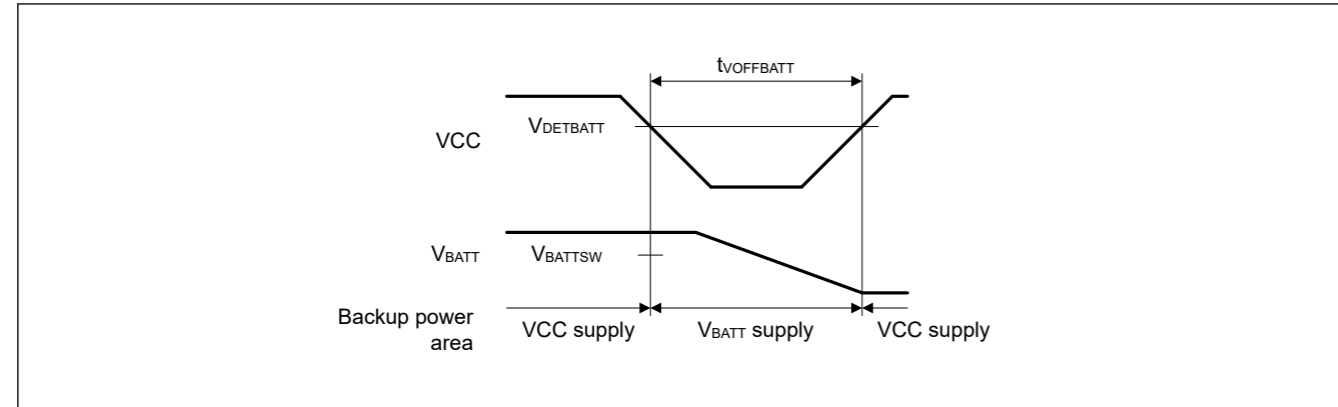 tVOFFBATT
VCC
VDETBATT
VBATT
VBATTSW
Backup power
area
VCC supply
VBATT supply
VCC supply